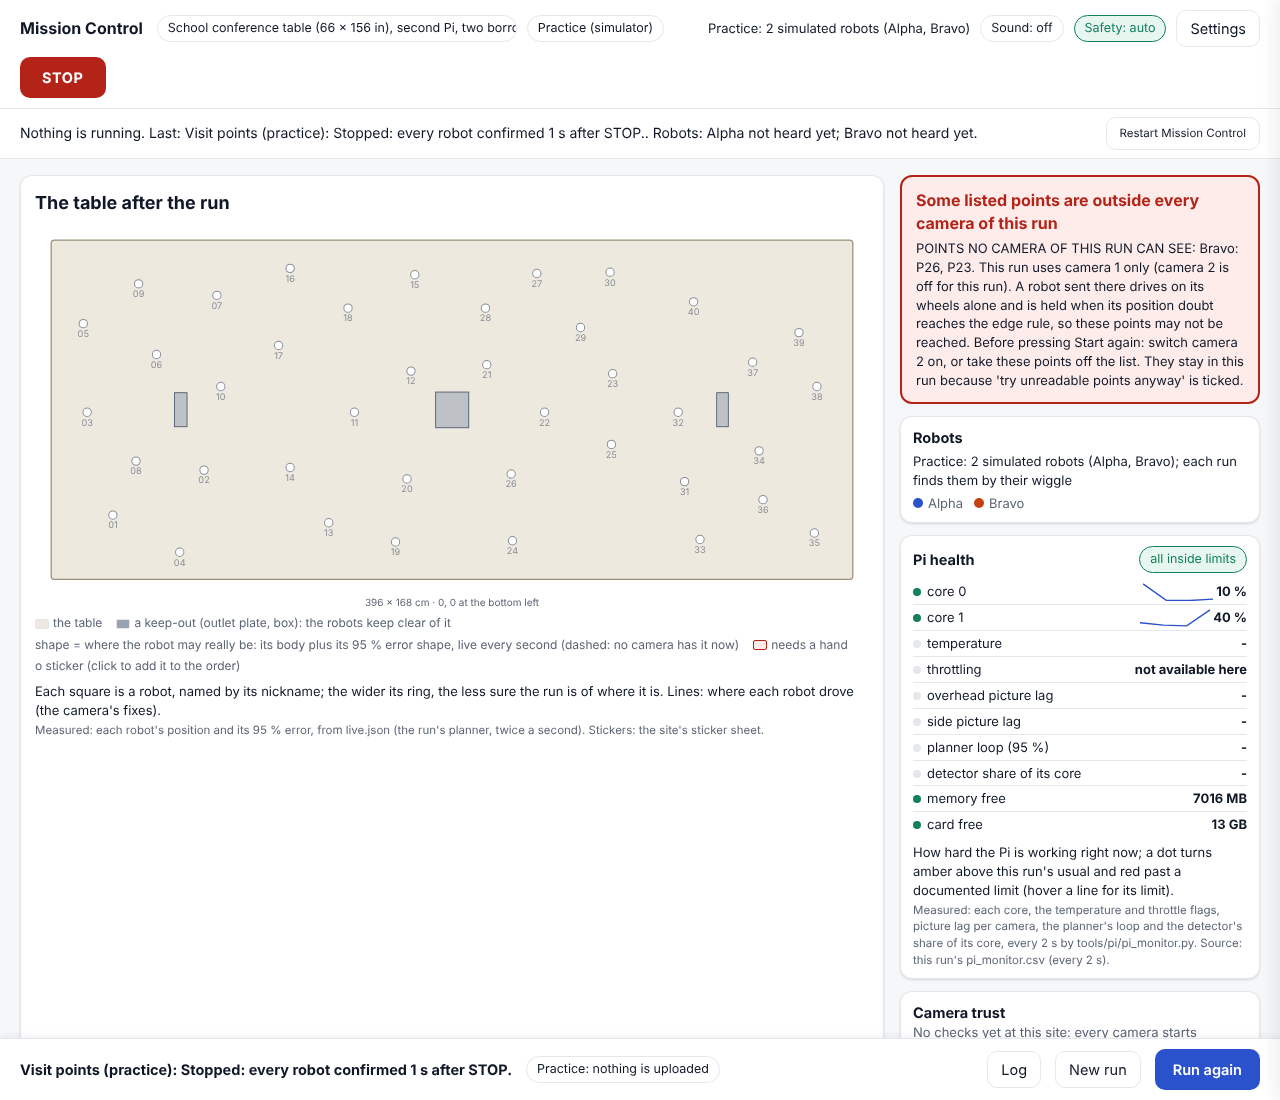 Mission Control
School conference table (66 × 156 in), second Pi, two borro
Practice (simulator)
Practice: 2 simulated robots (Alpha, Bravo)
Sound: off
Safety: auto
Settings
STOP
Nothing is running. Last: Visit points (practice): Stopped: every robot confirmed 1 s after STOP.. Robots: Alpha not heard yet; Bravo not heard yet.
Restart Mission Control
The table after the run
16
15
27
30
09
07
40
18
28
05
29
39
17
06
21
37
12
23
10
38
03
11
22
32
25
34
08
02
14
20
26
31
36
01
13
33
35
19
24
04
396 × 168 cm · 0, 0 at the bottom left
the table
a keep-out (outlet plate, box): the robots keep clear of it
shape = where the robot may really be: its body plus its 95 % error shape, live every second (dashed: no camera has it now)
needs a hand
o sticker (click to add it to the order)
Each square is a robot, named by its nickname; the wider its ring, the less sure the run is of where it is. Lines: where each robot drove
(the camera's fixes).
Measured: each robot's position and its 95 % error, from live.json (the run's planner, twice a second). Stickers: the site's sticker sheet.
Some listed points are outside every
camera of this run
POINTS NO CAMERA OF THIS RUN CAN SEE: Bravo:
P26, P23. This run uses camera 1 only (camera 2 is
off for this run). A robot sent there drives on its
wheels alone and is held when its position doubt
reaches the edge rule, so these points may not be
reached. Before pressing Start again: switch camera
2 on, or take these points off the list. They stay in this
run because 'try unreadable points anyway' is ticked.
Robots
Practice: 2 simulated robots (Alpha, Bravo); each run
finds them by their wiggle
Alpha
Bravo
Pi health
all inside limits
core 0
10 %
core 1
40 %
temperature
-
throttling
not available here
overhead picture lag
-
side picture lag
-
planner loop (95 %)
-
detector share of its core
-
memory free
7016 MB
card free
13 GB
How hard the Pi is working right now; a dot turns
amber above this run's usual and red past a
documented limit (hover a line for its limit).
Measured: each core, the temperature and throttle flags,
picture lag per camera, the planner's loop and the detector's
share of its core, every 2 s by tools/pi/pi_monitor.py. Source:
this run's pi_monitor.csv (every 2 s).
Camera trust
No checks yet at this site: every camera starts
Visit points (practice): Stopped: every robot confirmed 1 s after STOP.
Practice: nothing is uploaded
Log
New run
Run again